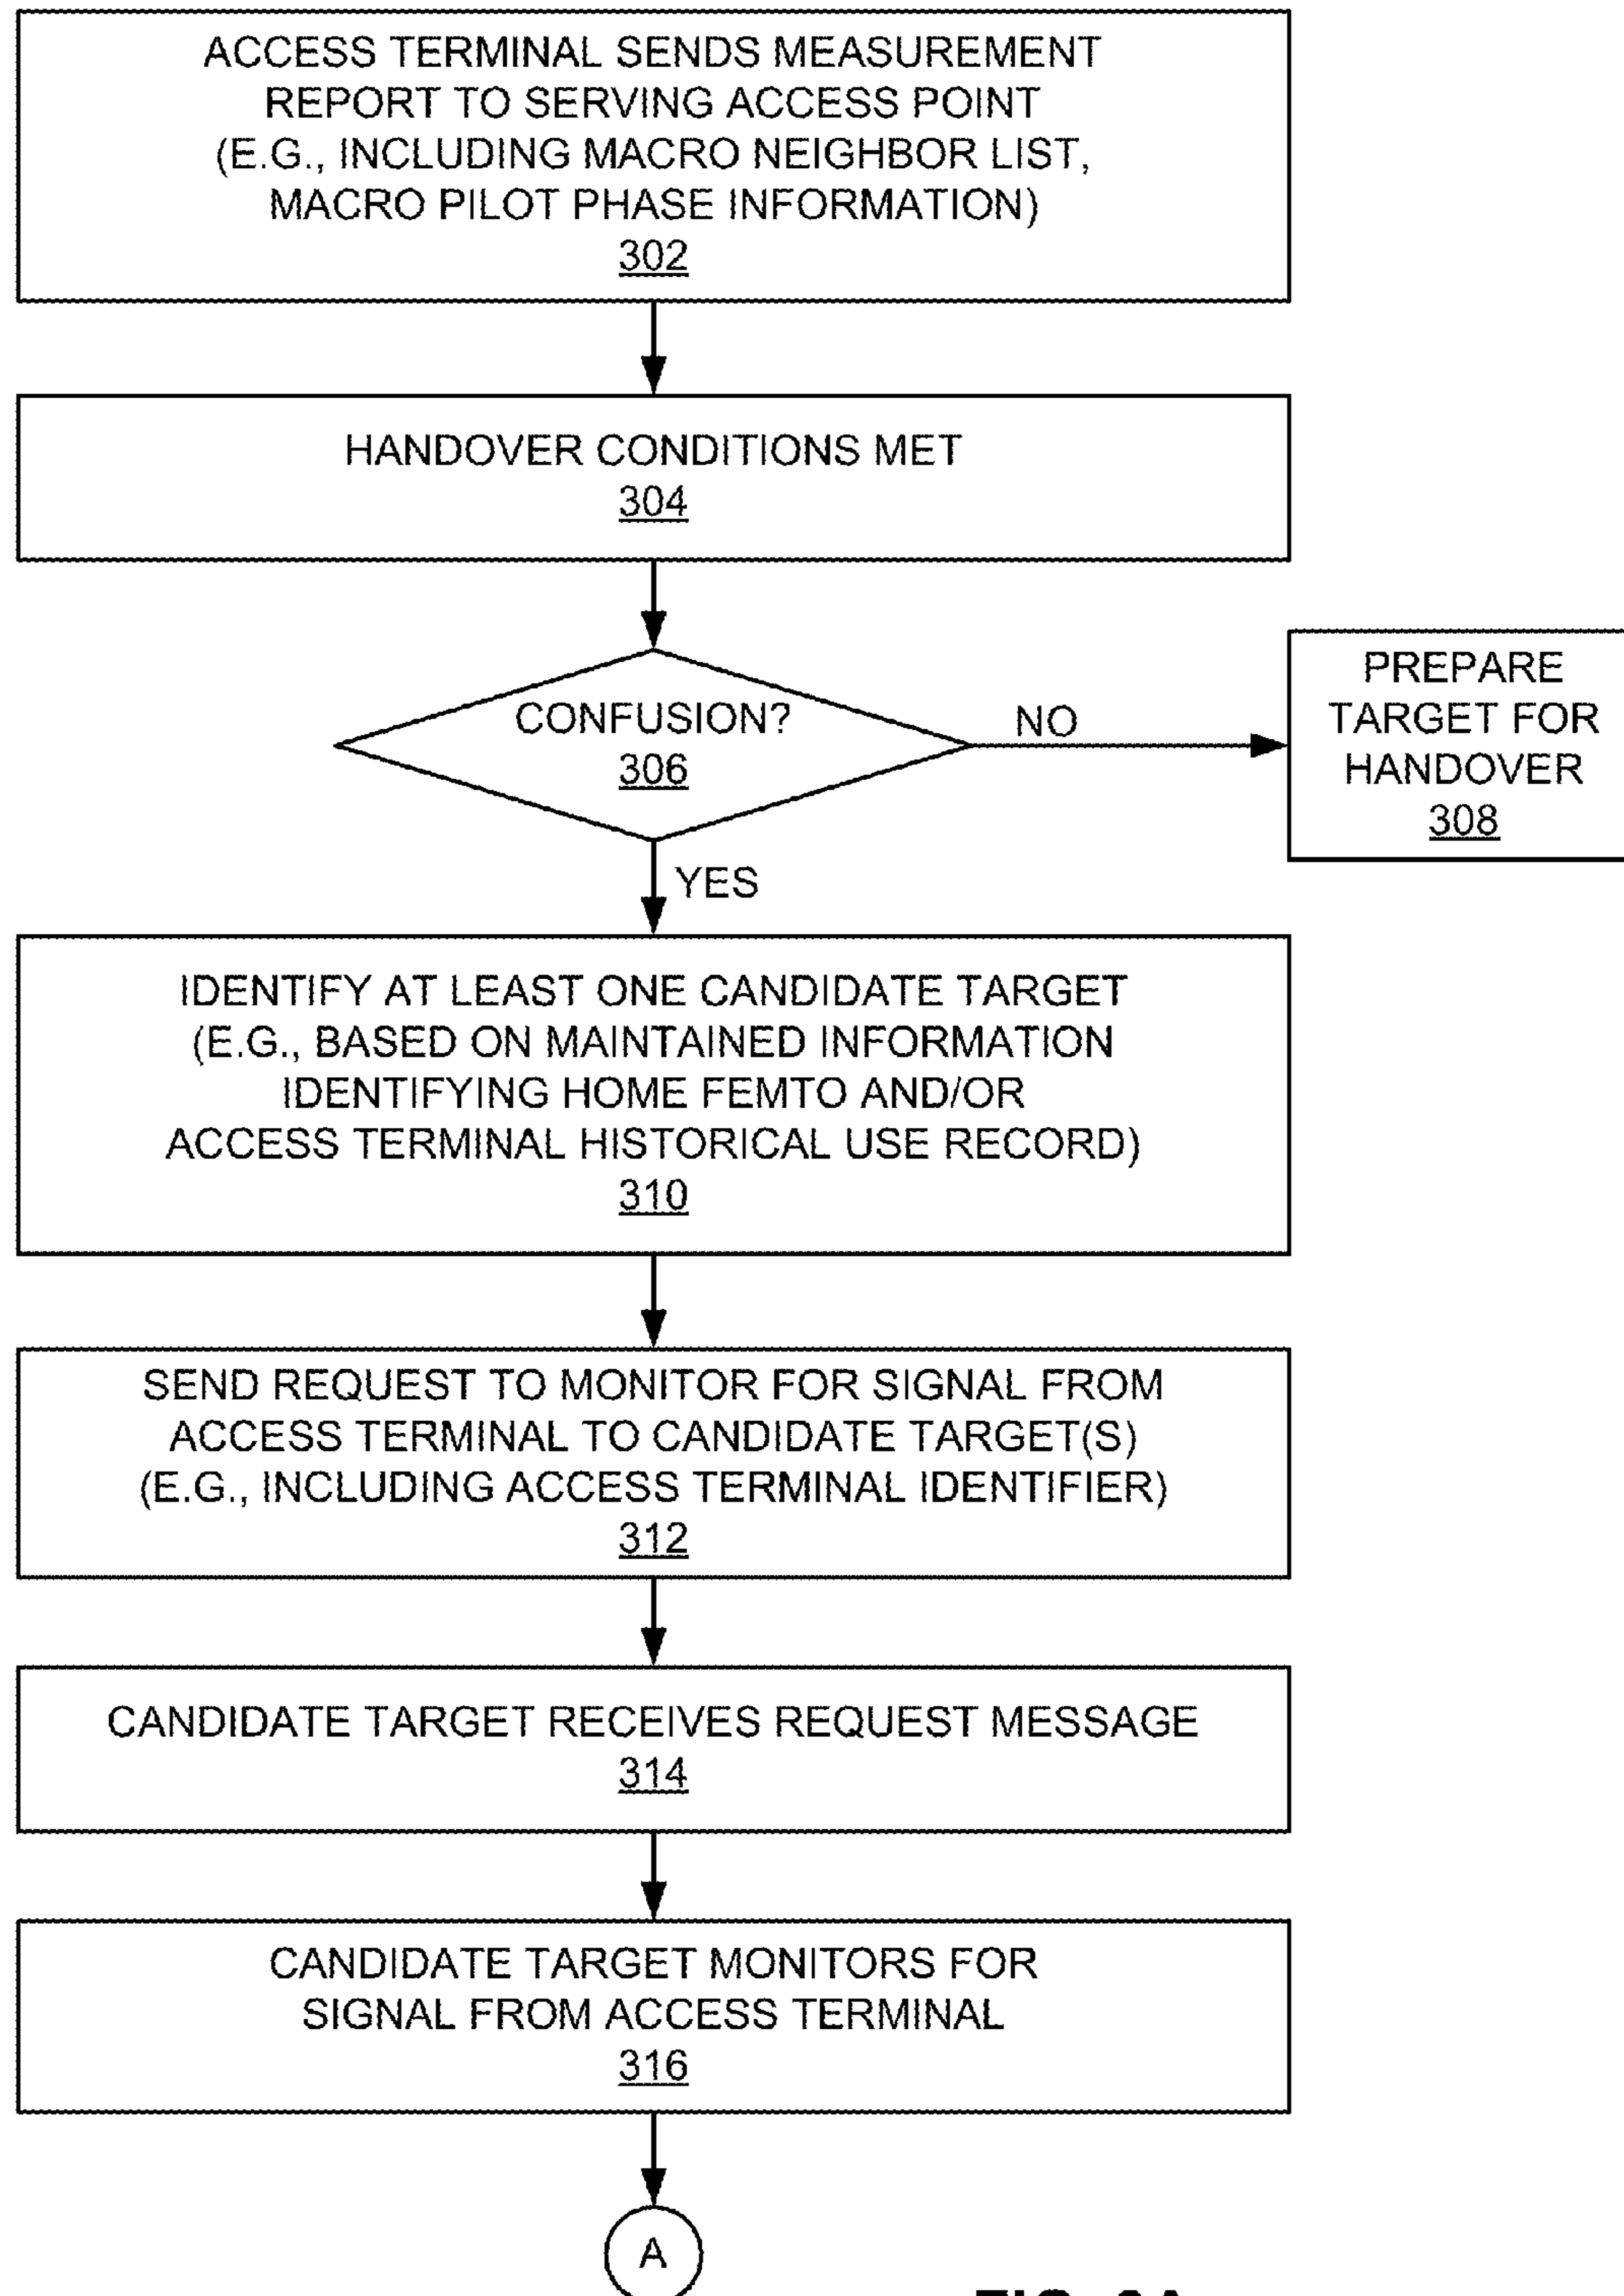 ACCESS TERMINAL SENDS MEASUREMENT
REPORT TO SERVING ACCESS POINT
(E.G., INCLUDING MACRO NEIGHBOR LIST,
MACRO PILOT PHASE INFORMATION)
302
HANDOVER CONDITIONS MET
304
CONFUSION?
306
NO
PREPARE
TARGET FOR
HANDOVER
308
YES
IDENTIFY AT LEAST ONE CANDIDATE TARGET
(E.G., BASED ON MAINTAINED INFORMATION
IDENTIFYING HOME FEMTO AND/OR
ACCESS TERMINAL HISTORICAL USE RECORD)
310
SEND REQUEST TO MONITOR FOR SIGNAL FROM
ACCESS TERMINAL TO CANDIDATE TARGET(S)
(E.G., INCLUDING ACCESS TERMINAL IDENTIFIER)
312
CANDIDATE TARGET RECEIVES REQUEST MESSAGE
314
CANDIDATE TARGET MONITORS FOR
SIGNAL FROM ACCESS TERMINAL
316
A